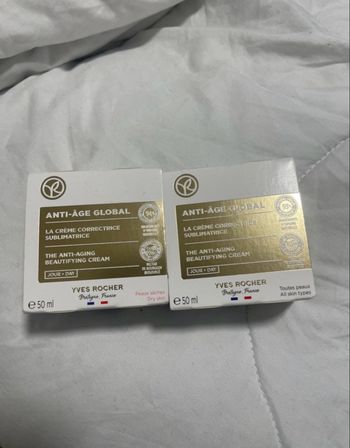 ANTI-ÂGE GLOBAL
LA CRÈME CORRECTRICE
SUBLIMATRICE
THE ANTI-AGING
BEAUTIFYING CREAM
JOUR • DAY
YVES ROCHER
Bretagne, France
℮ 50 ml
Peaux sèches
Dry skin
ANTI-ÂGE GLOBAL
LA CRÈME CORRECTRICE
SUBLIMATRICE
THE ANTI-AGING
BEAUTIFYING CREAM
JOUR • DAY
YVES ROCHER
Bretagne, France
℮ 50 ml
Toutes peaux
All skin types